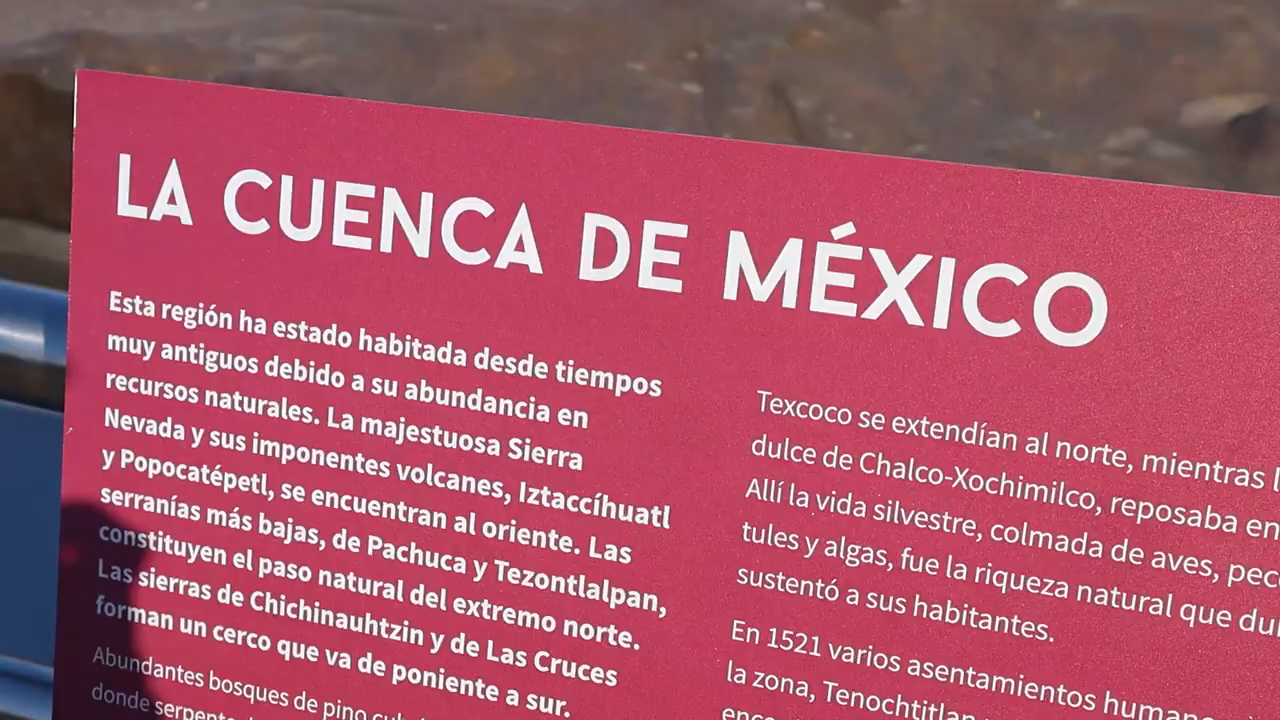 LA CUENCA DE MÉXICO
Esta región ha estado habitada desde tiempos
muy antiguos debido a su abundancia en
recursos naturales. La majestuosa Sierra
Nevada y sus imponentes volcanes, Iztaccíhuatl
y Popocatépetl, se encuentran al oriente. Las
serranías más bajas, de Pachuca y Tezontlalpan,
constituyen el paso natural del extremo norte.
Las sierras de Chichinauhtzin y de Las Cruces
forman un cerco que va de poniente a sur.
Abundantes bosques de pino
donde
Texcoco se extendían al norte, mientras
dulce de Chalco-Xochimilco, reposaba en
Allí la vida silvestre, colmada de aves,
tules y algas, fue la riqueza natural que
sustentó a sus habitantes.
En 1521 varios asentamientos
la zona, Tenochtitlan